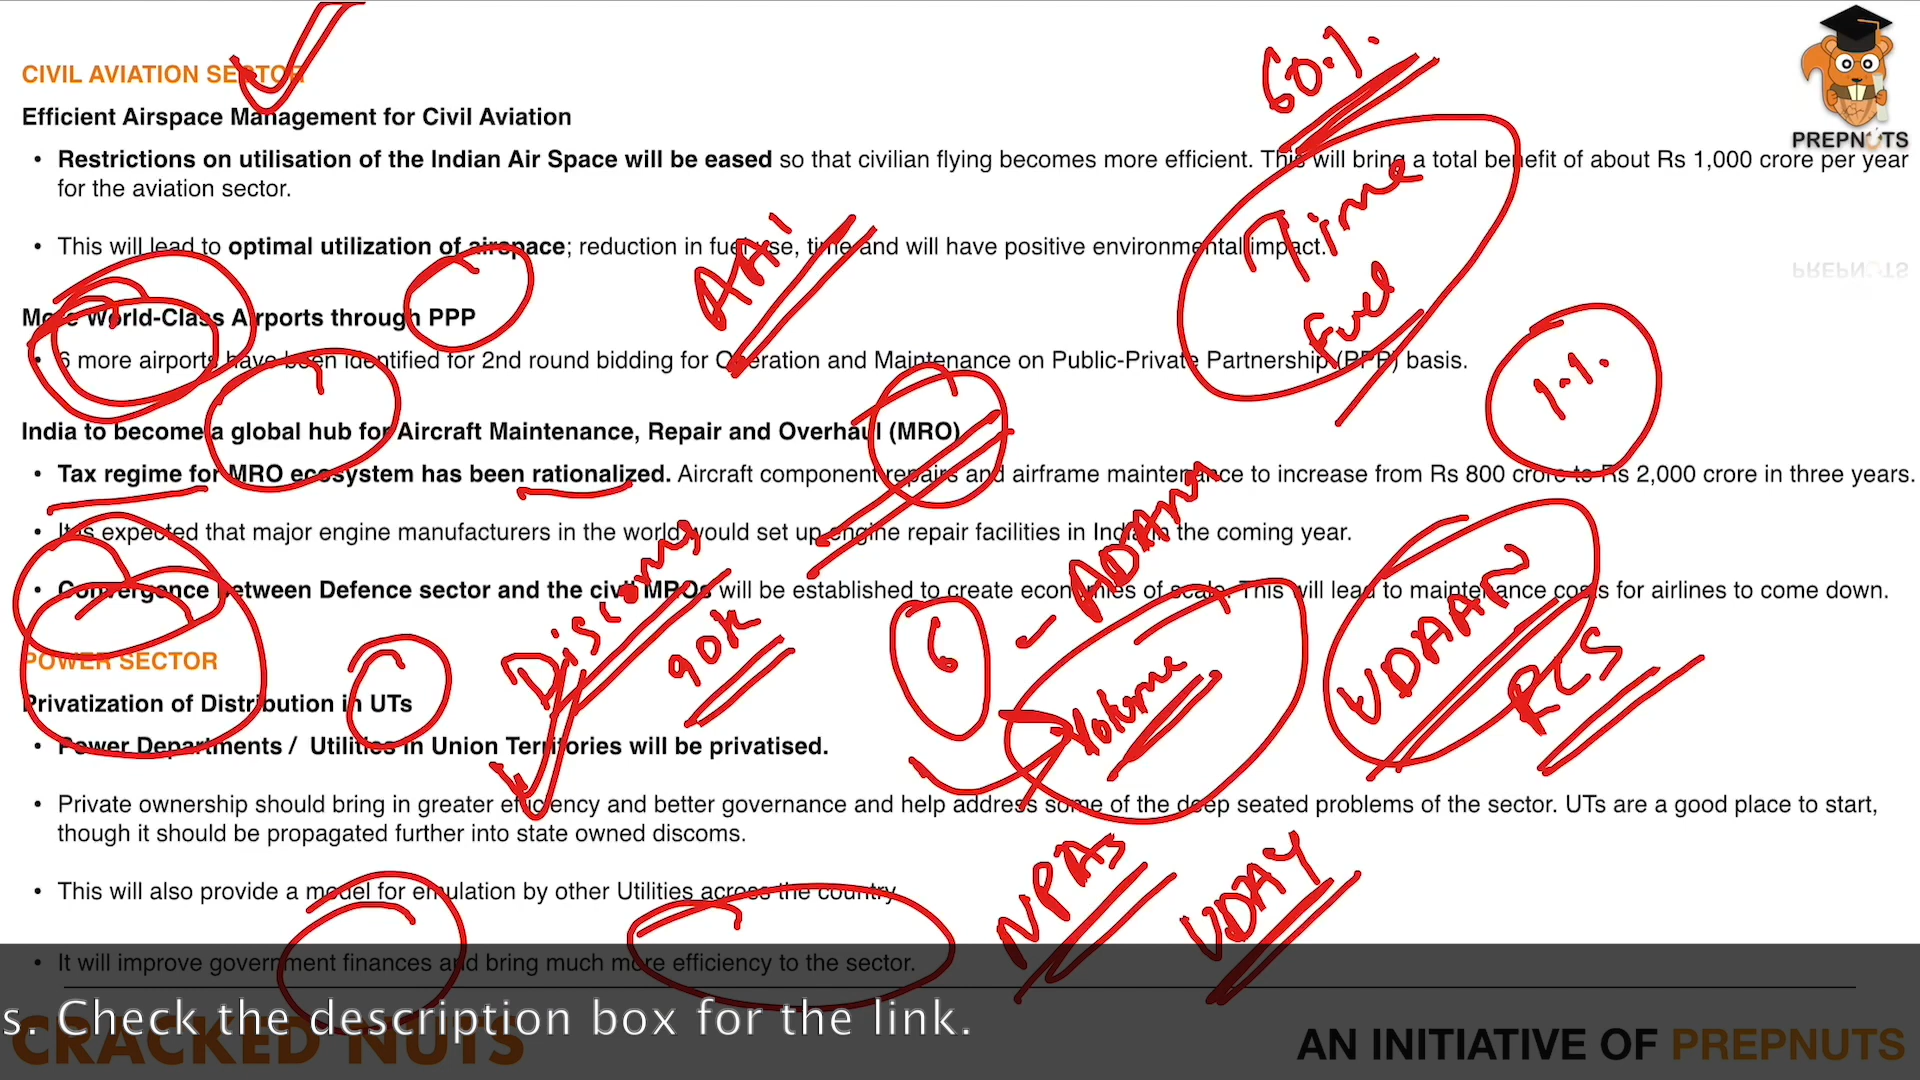 CIVIL AVIATION SECTOR
60%.
Efficient Airspace Management for Civil Aviation
PREPNUTS
• Restrictions on utilisation of the Indian Air Space will be eased so that civilian flying becomes more efficient. This will bring a total benefit of about Rs 1,000 crore per year
for the aviation sector.
Time
• This will lead to optimal utilization of airspace; reduction in fuel use, time and will have positive environmental impact.
AAI
PREPNUTS
Fuel
More World-Class Airports through PPP
• 6 more airports have been identified for 2nd round bidding for Operation and Maintenance on Public-Private Partnership (PPP) basis.
1%.
India to become a global hub for Aircraft Maintenance, Repair and Overhaul (MRO)
• Tax regime for MRO ecosystem has been rationalized. Aircraft component repairs and airframe maintenance to increase from Rs 800 crore to Rs 2,000 crore in three years.
• It is expected that major engine manufacturers in the world would set up engine repair facilities in India in the coming year.
• Convergence between Defence sector and the civil MROs will be established to create economies of scale. This will lead to maintenance costs for airlines to come down.
Discoms
90k
6 - ADANI
UDAAN
RCS
POWER SECTOR
Privatization of Distribution in UTs
Volume
• Power Departments / Utilities in Union Territories will be privatised.
• Private ownership should bring in greater efficiency and better governance and help address some of the deep seated problems of the sector. UTs are a good place to start,
though it should be propagated further into state owned discoms.
• This will also provide a model for emulation by other Utilities across the country
NPAs
UDAY
• It will improve government finances and bring much more efficiency to the sector.
s. Check the description box for the link.
CRACKED NUTS
AN INITIATIVE OF PREPNUTS